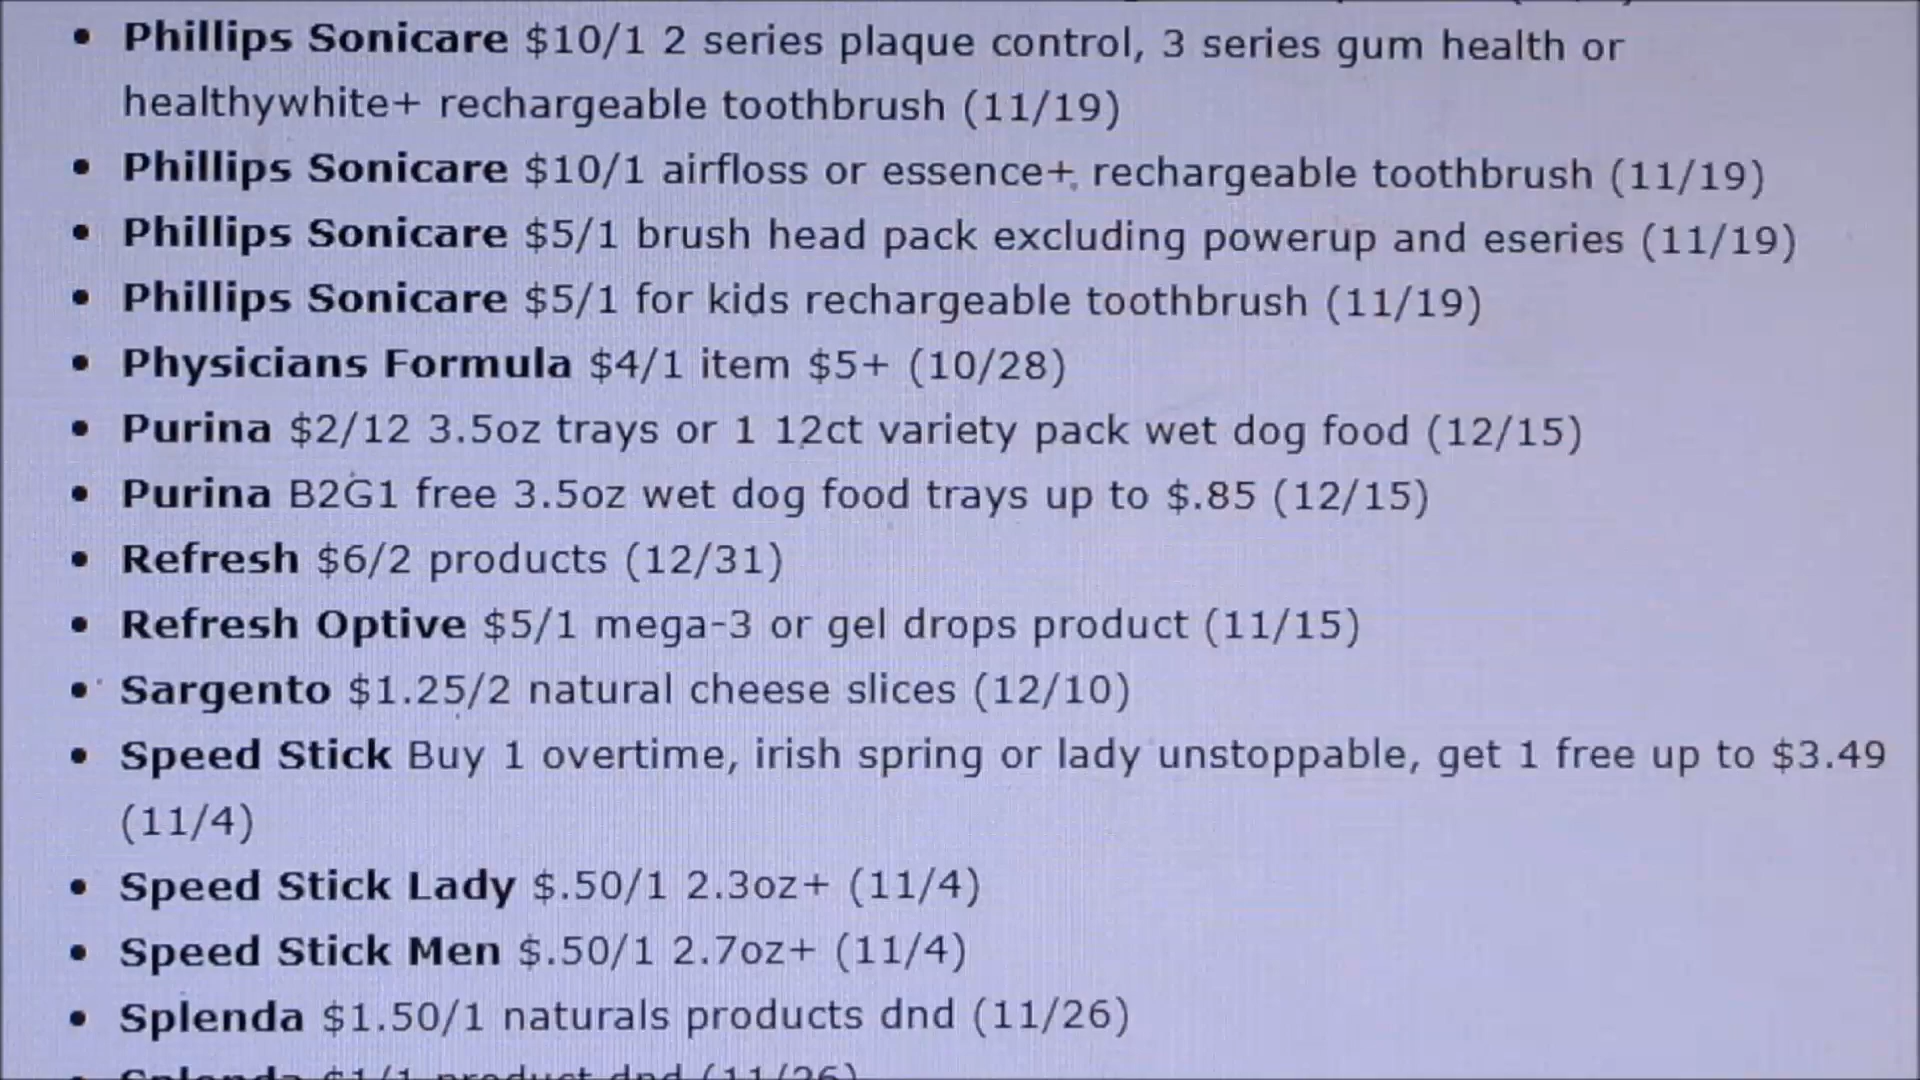 • Phillips Sonicare $10/1 2 series plaque control, 3 series gum health or
healthywhite+ rechargeable toothbrush (11/19)
• Phillips Sonicare $10/1 airfloss or essence+ rechargeable toothbrush (11/19)
• Phillips Sonicare $5/1 brush head pack excluding powerup and eseries (11/19)
• Phillips Sonicare $5/1 for kids rechargeable toothbrush (11/19)
• Physicians Formula $4/1 item $5+ (10/28)
• Purina $2/12 3.5oz trays or 1 12ct variety pack wet dog food (12/15)
• Purina B2G1 free 3.5oz wet dog food trays up to $.85 (12/15)
• Refresh $6/2 products (12/31)
• Refresh Optive $5/1 mega-3 or gel drops product (11/15)
• Sargento $1.25/2 natural cheese slices (12/10)
• Speed Stick Buy 1 overtime, irish spring or lady unstoppable, get 1 free up to $3.49
(11/4)
• Speed Stick Lady $.50/1 2.3oz+ (11/4)
• Speed Stick Men $.50/1 2.7oz+ (11/4)
• Splenda $1.50/1 naturals products dnd (11/26)
• Splenda $1/1 product dnd (11/26)